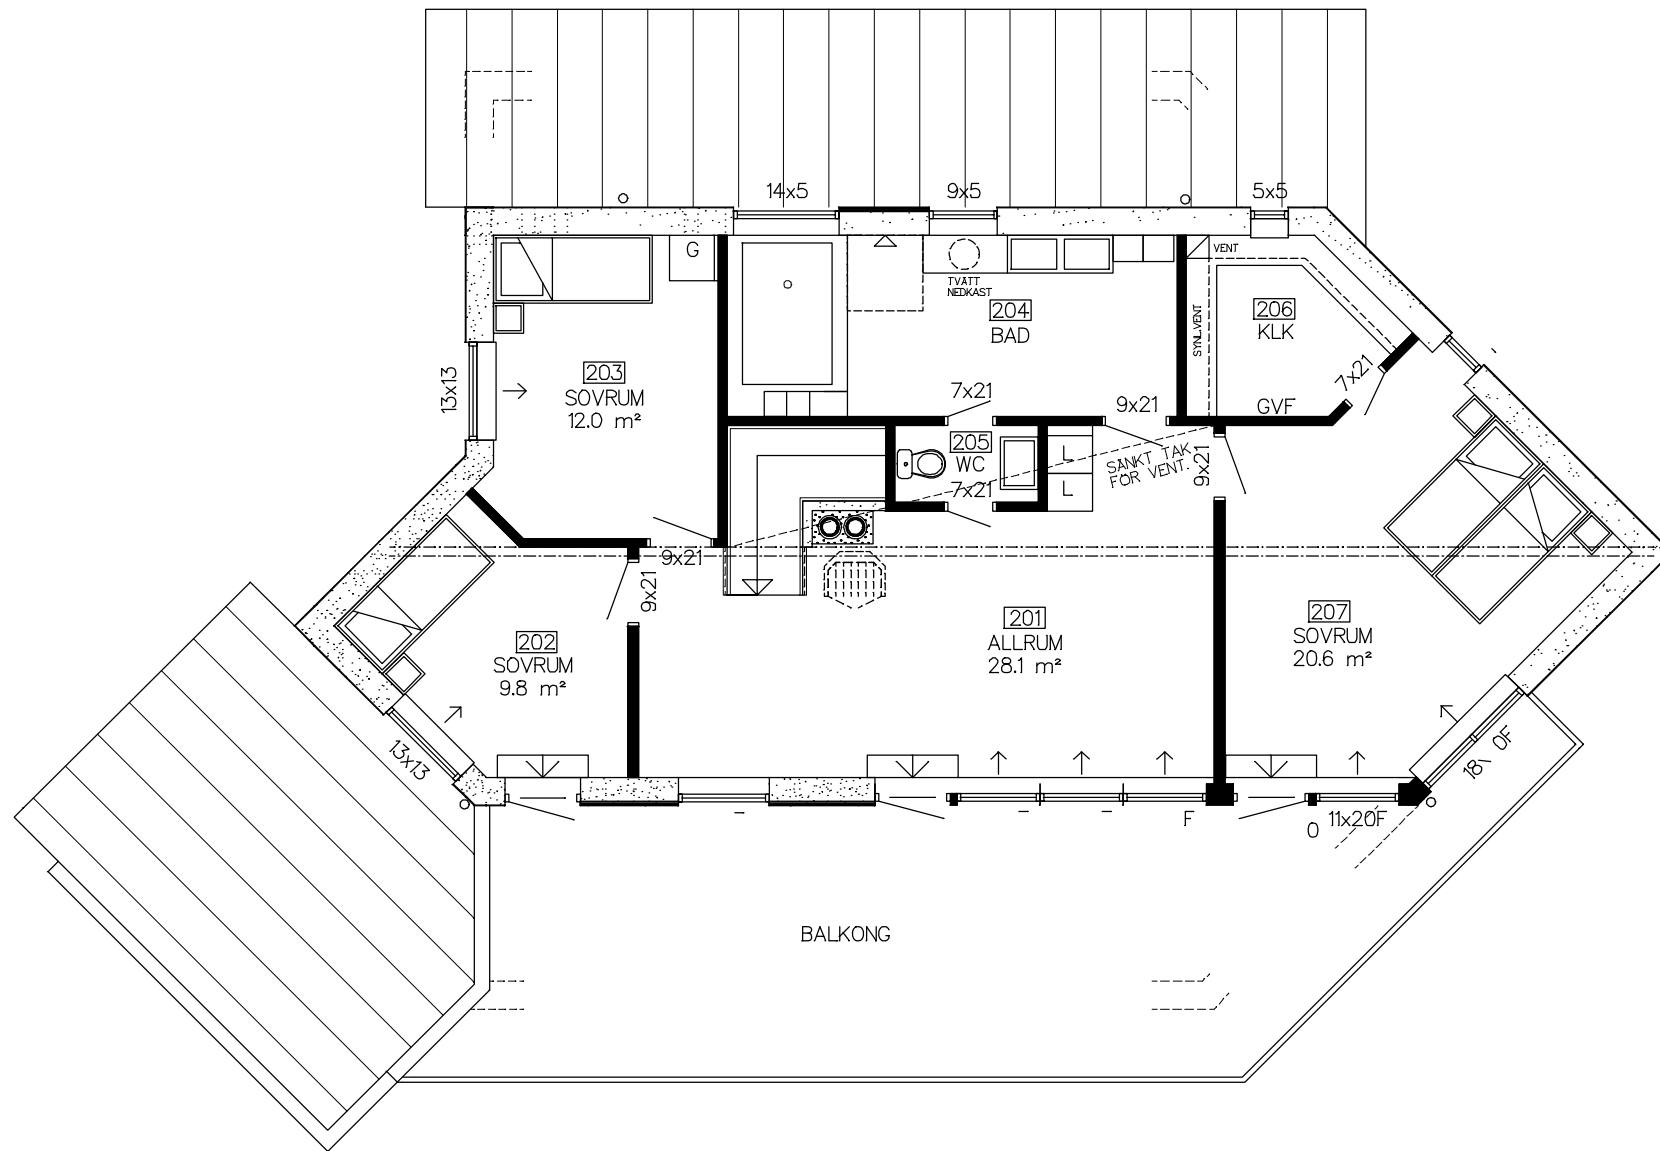 14x5
9x5
5x5
G
VENT
TVÄTT
NEDKAST
204
BAD
206
KLK
SYNL.VENT
13x13
203
SOVRUM
12.0 m²
7x21
9x21
7x21
GVF
205
WC
L
SÄNKT TAK
FÖR VENT.
9x21
7x21
L
9x21
9x21
201
ALLRUM
28.1 m²
207
SOVRUM
20.6 m²
202
SOVRUM
9.8 m²
13x13
18
OF
F
O
11x20F
BALKONG